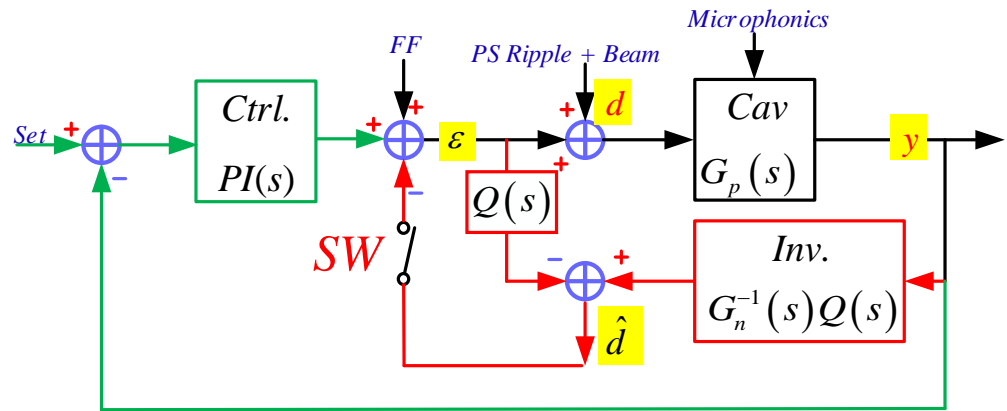 Microphonics
FF
PS Ripple + Beam
Set
+
−
Ctrl.
PI(s)
+
+
−
ε
+
+
d
Cav
G_p(s)
y
Q(s)
SW
−
+
Inv.
G_n^{-1}(s)Q(s)
d̂